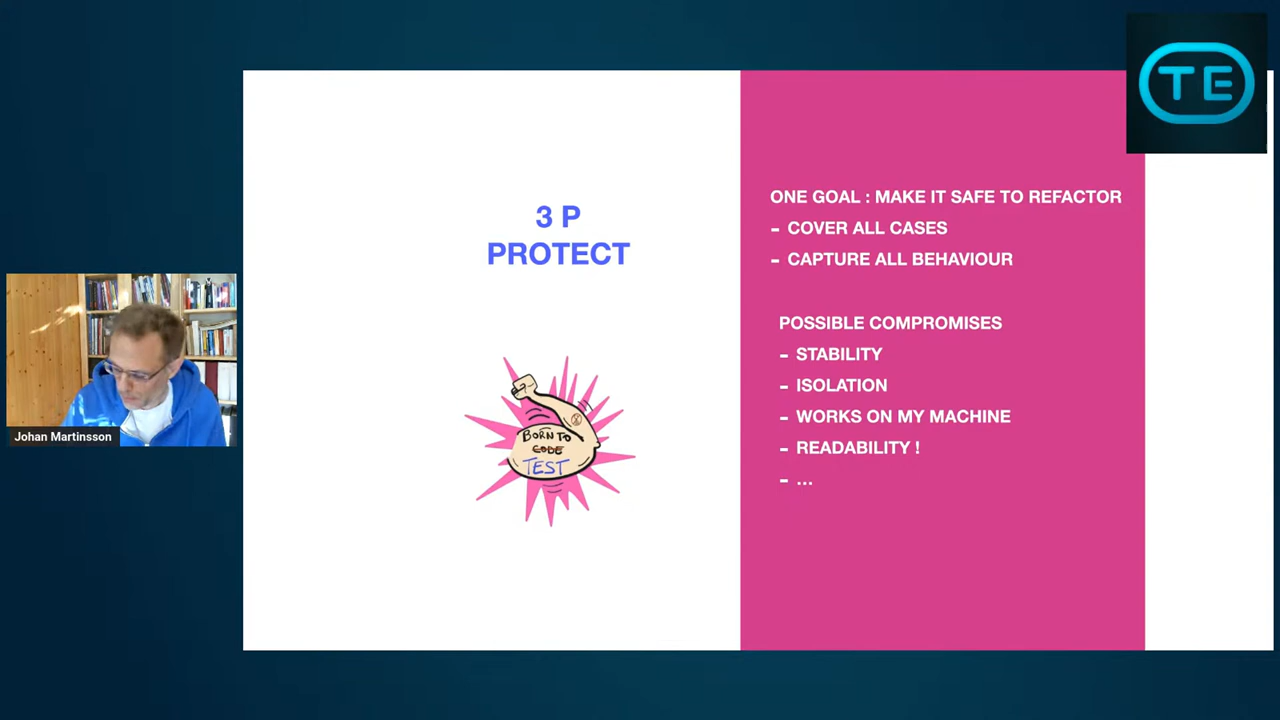 TE
3 P
PROTECT
BORN TO
CODE
TEST
ONE GOAL : MAKE IT SAFE TO REFACTOR
- COVER ALL CASES
- CAPTURE ALL BEHAVIOUR
POSSIBLE COMPROMISES
- STABILITY
- ISOLATION
- WORKS ON MY MACHINE
- READABILITY !
- ...
Johan Martinsson